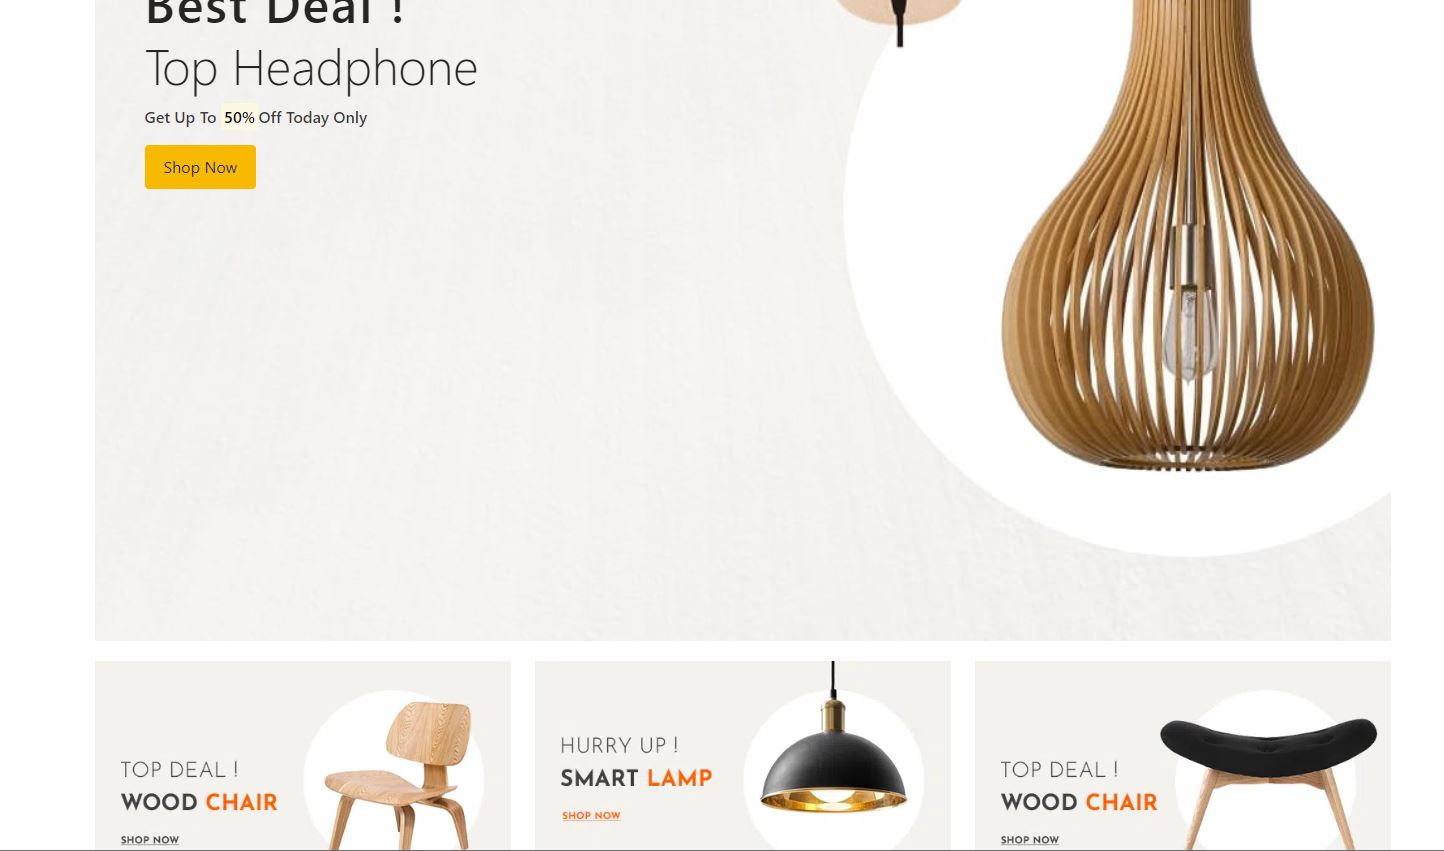 Best Deal !
Top Headphone
Get Up To 50% Off Today Only
Shop Now
TOP DEAL !
WOOD CHAIR
SHOP NOW
HURRY UP !
SMART LAMP
SHOP NOW
TOP DEAL !
WOOD CHAIR
SHOP NOW